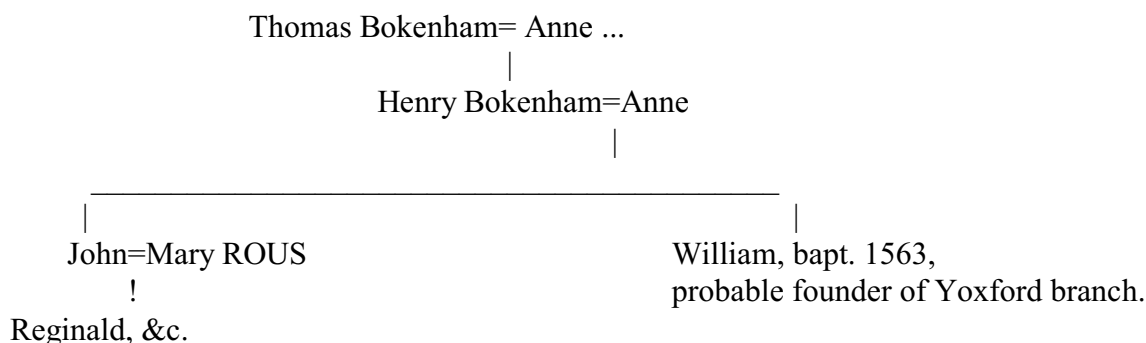 Thomas Bokenham= Anne ...
|
Henry Bokenham=Anne
|
| |
John=Mary ROUS William, bapt. 1563,
! probable founder of Yoxford branch.
Reginald, &c.